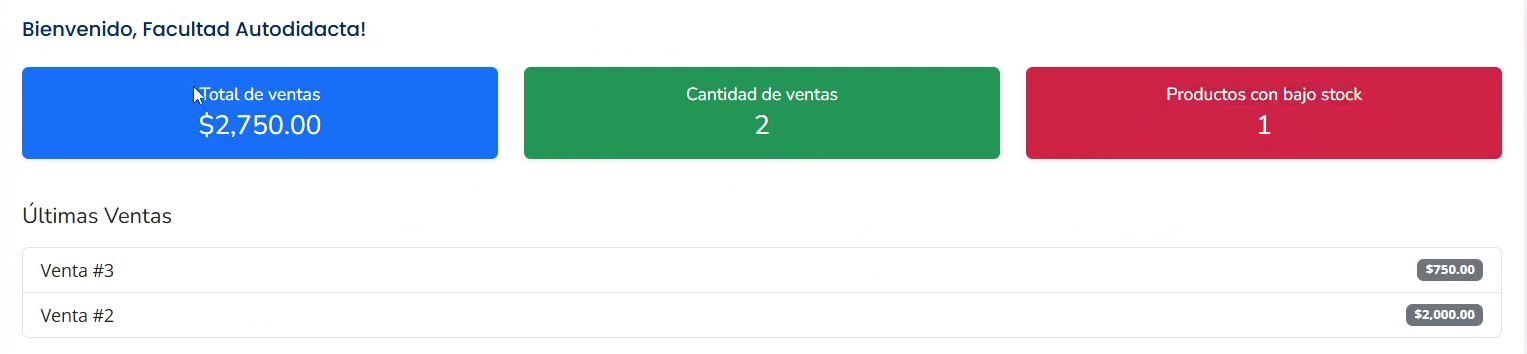 Bienvenido, Facultad Autodidacta!
Total de ventas
$2,750.00
Cantidad de ventas
2
Productos con bajo stock
1
Últimas Ventas
Venta #3 $750.00
Venta #2 $2,000.00